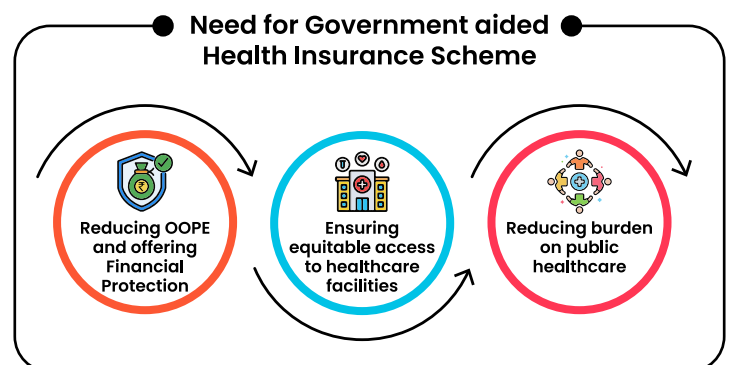 Need for Government aided
Health Insurance Scheme
₹
Reducing OOPE
and offering
Financial
Protection
Ensuring
equitable access
to healthcare
facilities
Reducing burden
on public
healthcare